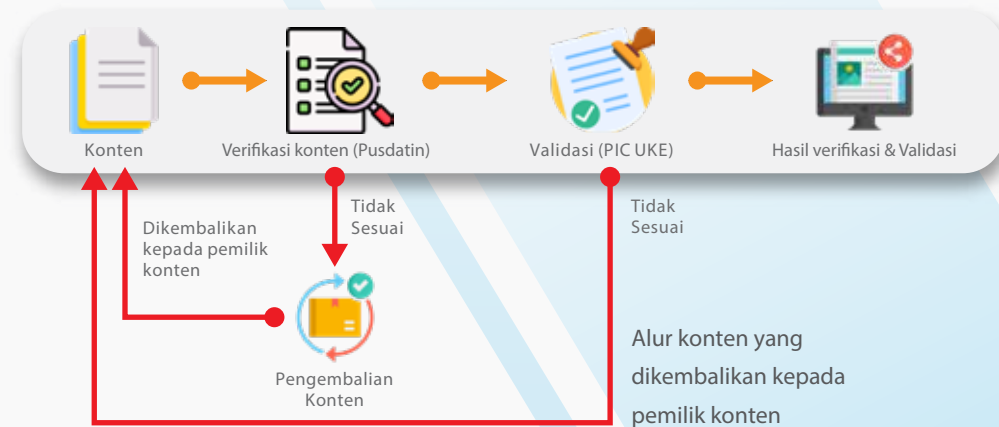 Konten
Verifikasi konten (Pusdatin)
Validasi (PIC UKE)
Hasil verifikasi & Validasi
Dikembalikan
kepada pemilik
konten
Tidak
Sesuai
Tidak
Sesuai
Pengembalian
Konten
Alur konten yang
dikembalikan kepada
pemilik konten